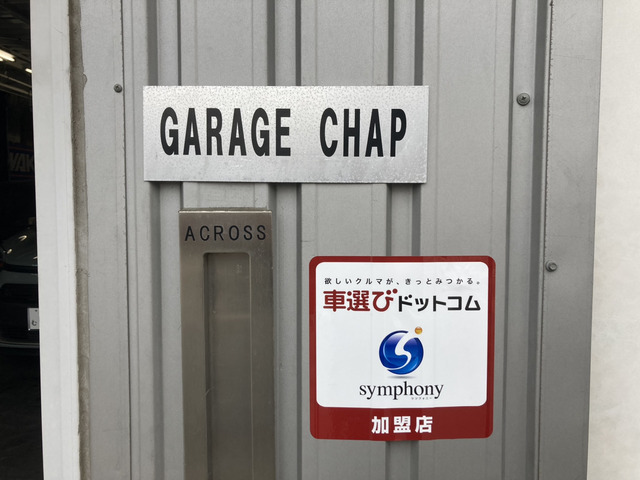 GARAGE CHAP
ACROSS
欲しいクルマが、きっとみつかる。
車選びドットコム
symphony
加盟店